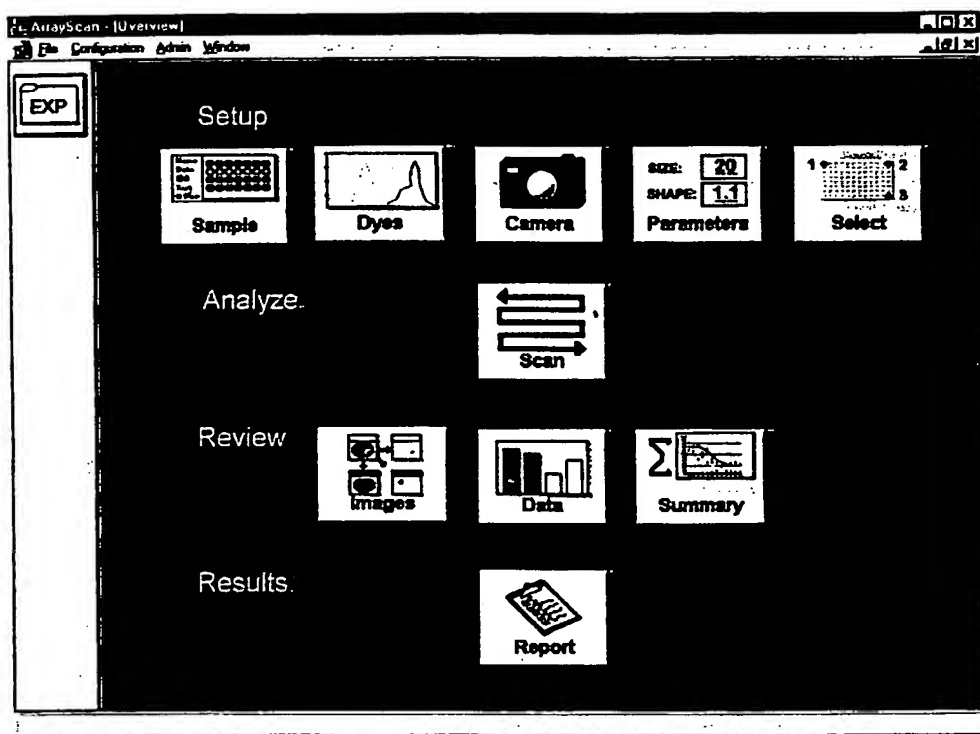 ArrayScan - [Overview]
File Configuration Admin Window
EXP
Setup
SIZE: 20
SHAPE: 1.1
1 2
3
Sample Dyes Camera Parameters Select
Analyze
Scan
Review
Σ
Images Data Summary
Results
Report